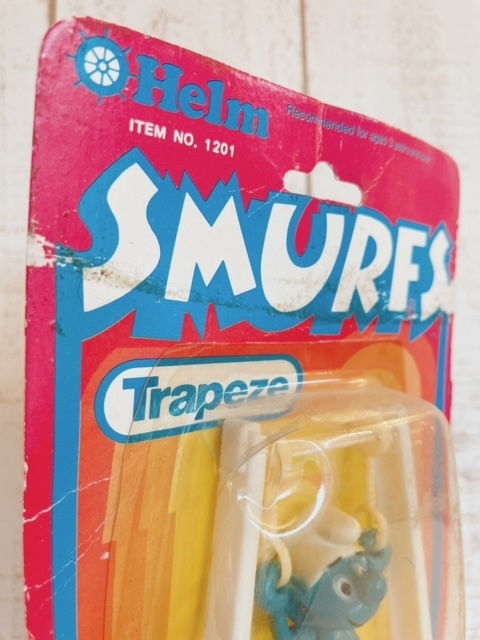 Helm
Recommended for ages 3 years and up
ITEM NO. 1201
SMURFS
Trapeze